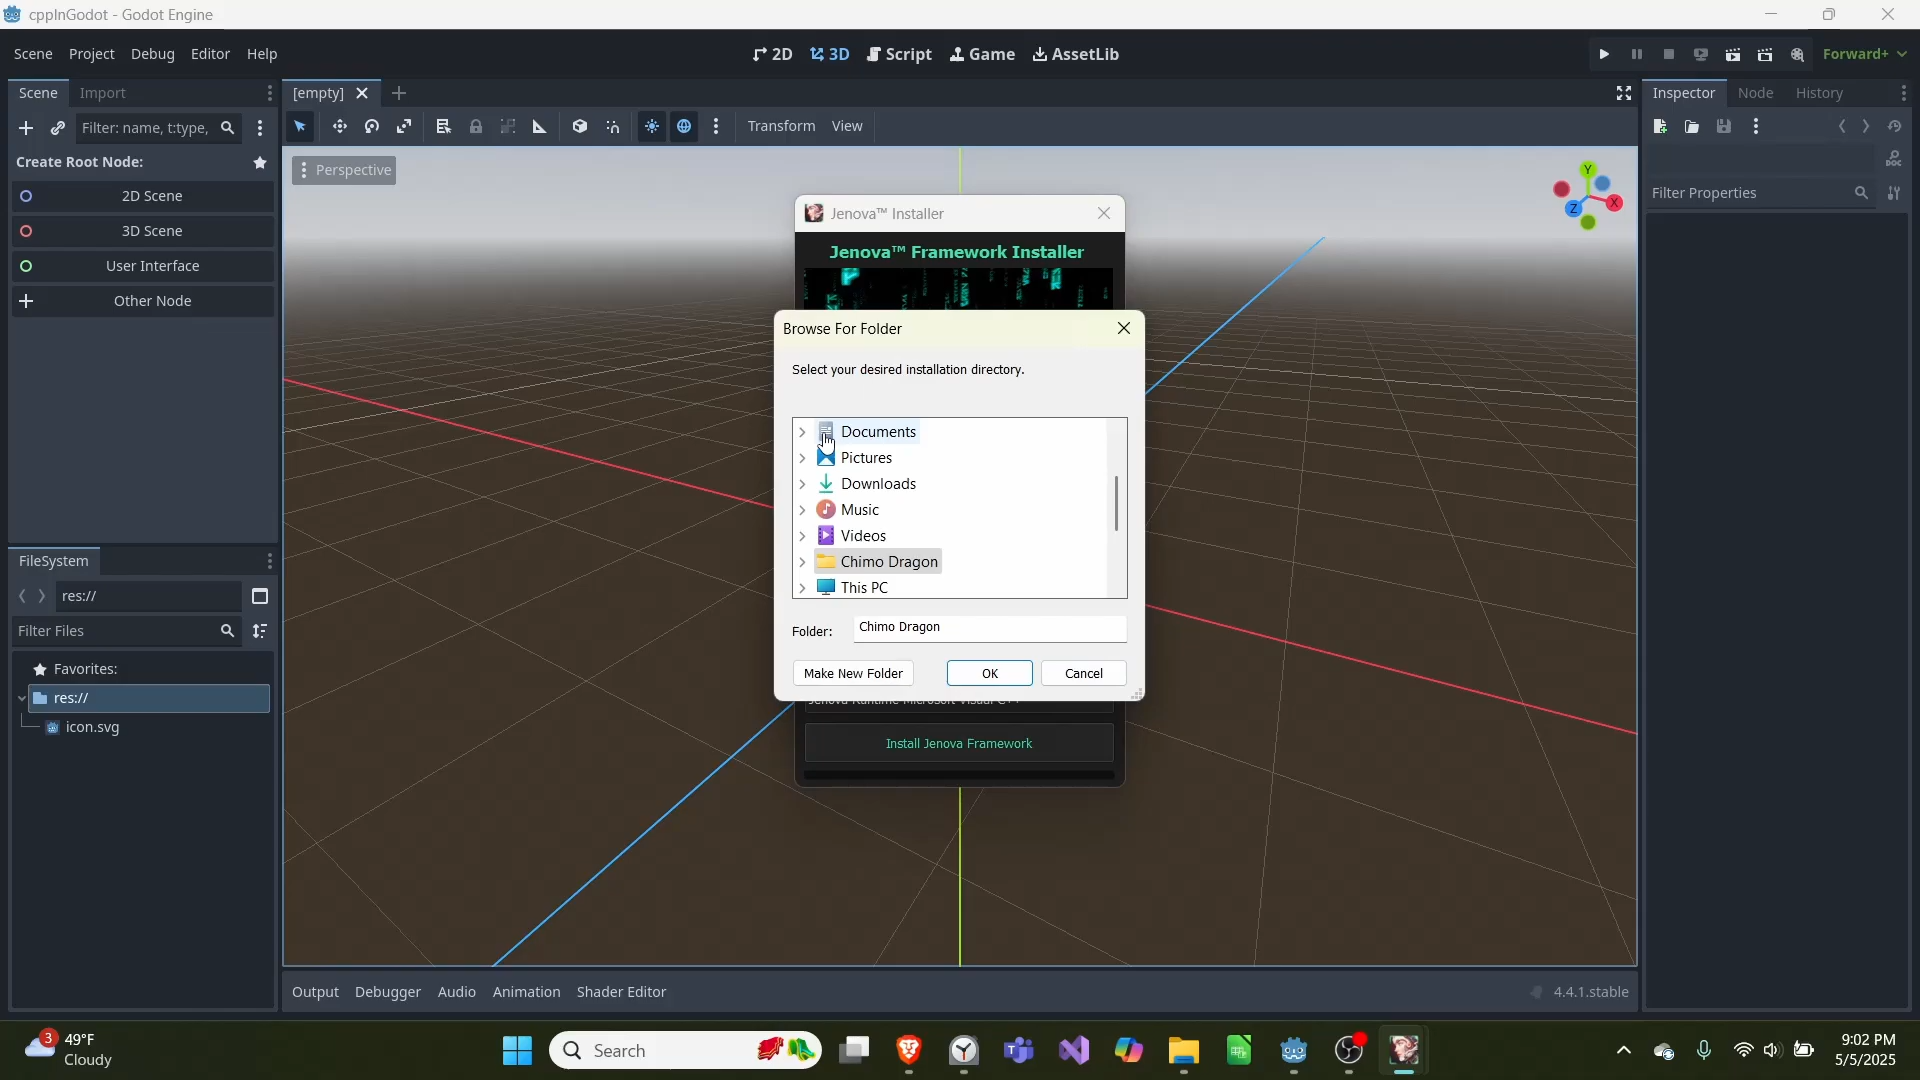 cppInGodot - Godot Engine
Scene Project Debug Editor Help
2D 3D Script Game AssetLib
Forward+
Scene Import
[empty]
Inspector Node History
Filter: name, t:type,
Transform View
Create Root Node:
Perspective
2D Scene
3D Scene
User Interface
Other Node
Filter Properties
Y
X
Z
Jenova™ Installer
Jenova™ Framework Installer
Browse For Folder
Select your desired installation directory.
Documents
Pictures
Downloads
Music
Videos
Chimo Dragon
This PC
Folder: Chimo Dragon
Make New Folder OK Cancel
Jenova Runtime Microsoft Visual C++
Install Jenova Framework
FileSystem
res://
Filter Files
Favorites:
res://
icon.svg
Output Debugger Audio Animation Shader Editor
4.4.1.stable
3
49°F
Cloudy
Search
9:02 PM
5/5/2025